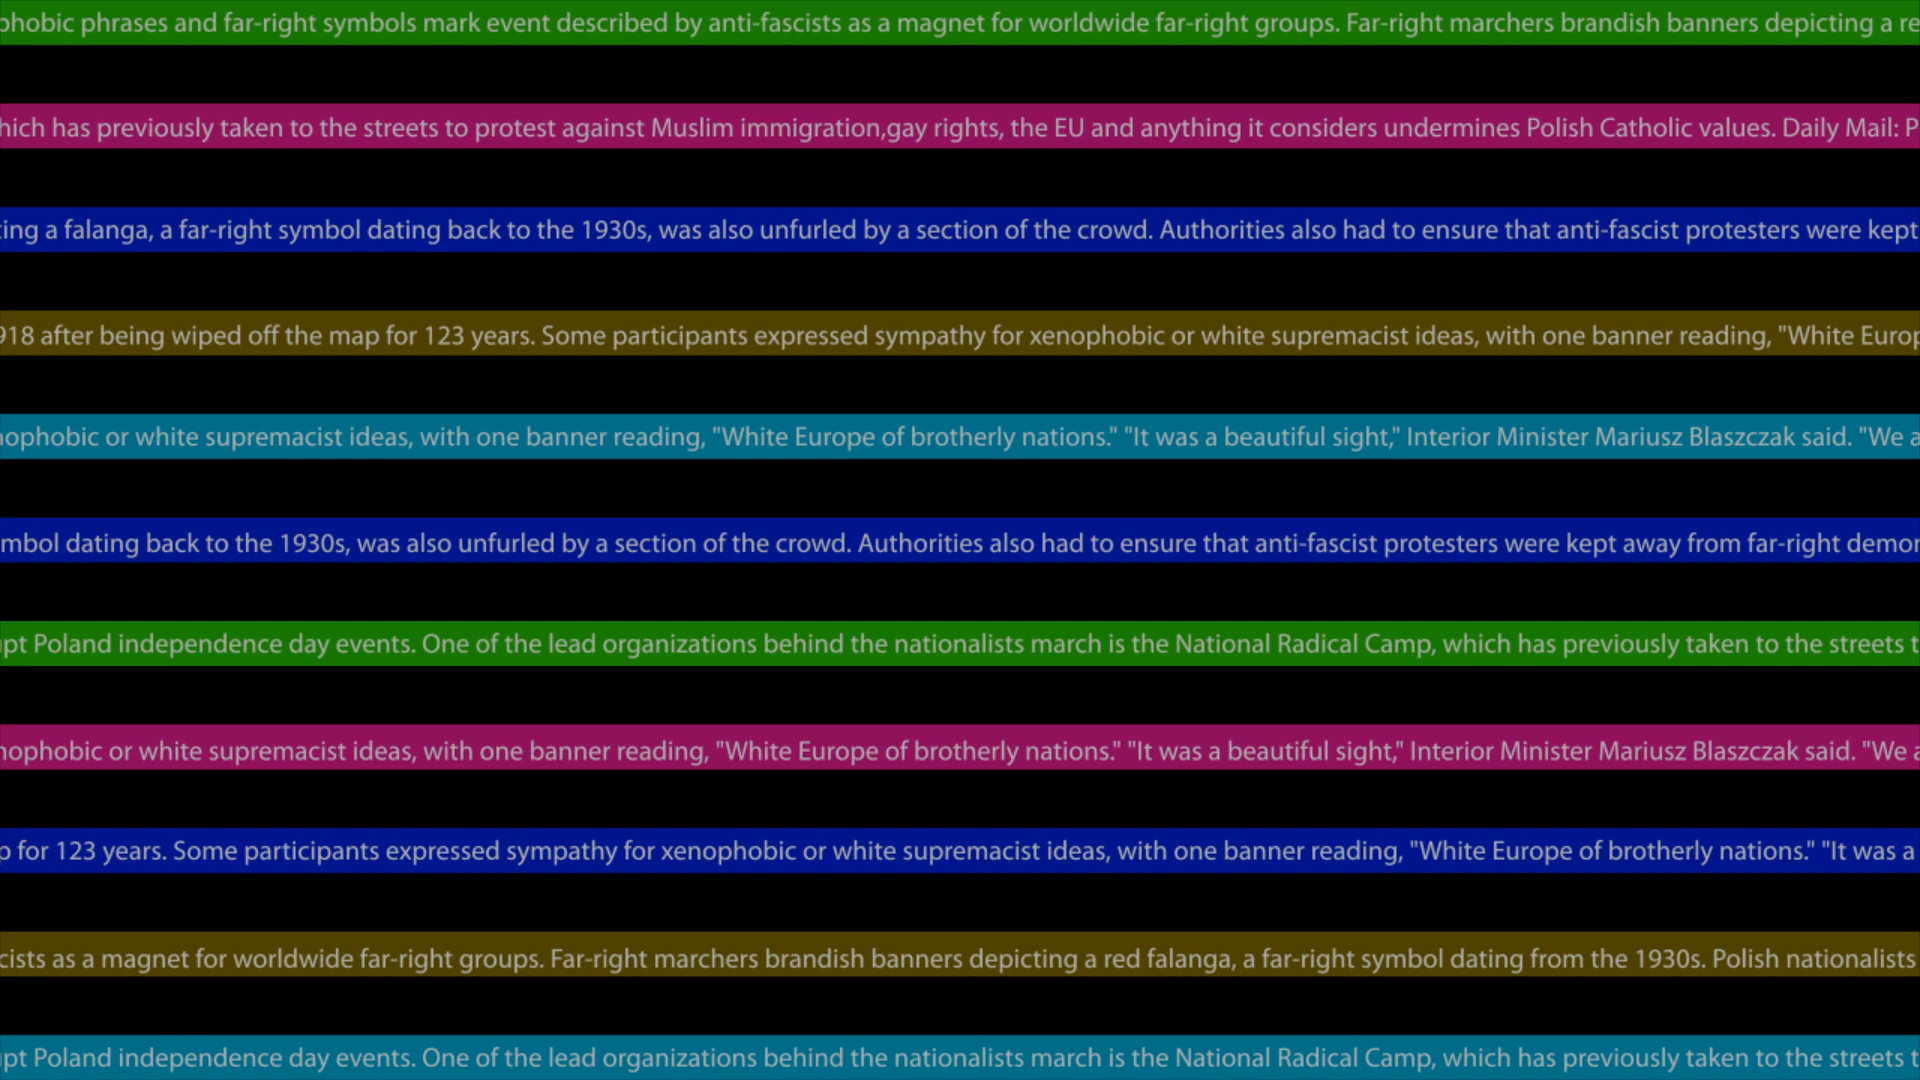 phobic phrases and far-right symbols mark event described by anti-fascists as a magnet for worldwide far-right groups. Far-right marchers brandish banners depicting a re
hich has previously taken to the streets to protest against Muslim immigration,gay rights, the EU and anything it considers undermines Polish Catholic values. Daily Mail: P
ing a falanga, a far-right symbol dating back to the 1930s, was also unfurled by a section of the crowd. Authorities also had to ensure that anti-fascist protesters were kept
918 after being wiped off the map for 123 years. Some participants expressed sympathy for xenophobic or white supremacist ideas, with one banner reading, "White Europ
nophobic or white supremacist ideas, with one banner reading, "White Europe of brotherly nations." "It was a beautiful sight," Interior Minister Mariusz Blaszczak said. "We a
mbol dating back to the 1930s, was also unfurled by a section of the crowd. Authorities also had to ensure that anti-fascist protesters were kept away from far-right demon
pt Poland independence day events. One of the lead organizations behind the nationalists march is the National Radical Camp, which has previously taken to the streets t
nophobic or white supremacist ideas, with one banner reading, "White Europe of brotherly nations." "It was a beautiful sight," Interior Minister Mariusz Blaszczak said. "We a
p for 123 years. Some participants expressed sympathy for xenophobic or white supremacist ideas, with one banner reading, "White Europe of brotherly nations." "It was a
cists as a magnet for worldwide far-right groups. Far-right marchers brandish banners depicting a red falanga, a far-right symbol dating from the 1930s. Polish nationalists
pt Poland independence day events. One of the lead organizations behind the nationalists march is the National Radical Camp, which has previously taken to the streets t